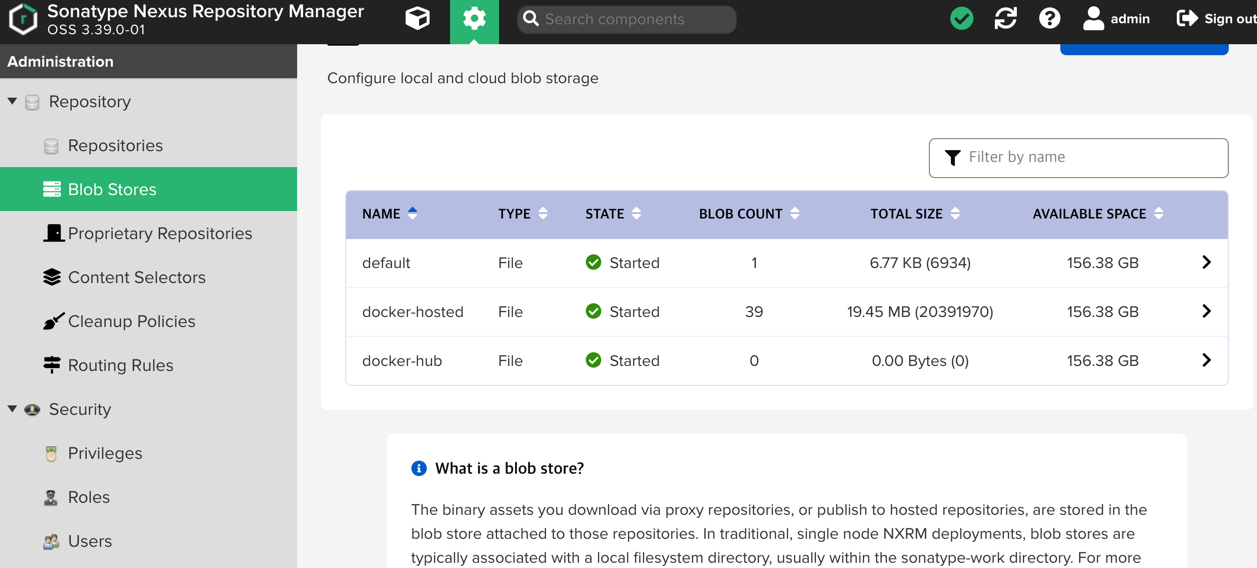 Sonatype Nexus Repository Manager
OSS 3.39.0-01
Search components
admin
Sign out
Administration
Repository
Repositories
Blob Stores
Proprietary Repositories
Content Selectors
Cleanup Policies
Routing Rules
Security
Privileges
Roles
Users
Configure local and cloud blob storage
Filter by name
NAME TYPE STATE BLOB COUNT TOTAL SIZE AVAILABLE SPACE
default File Started 1 6.77 KB (6934) 156.38 GB
docker-hosted File Started 39 19.45 MB (20391970) 156.38 GB
docker-hub File Started 0 0.00 Bytes (0) 156.38 GB
What is a blob store?
The binary assets you download via proxy repositories, or publish to hosted repositories, are stored in the
blob store attached to those repositories. In traditional, single node NXRM deployments, blob stores are
typically associated with a local filesystem directory, usually within the sonatype-work directory. For more